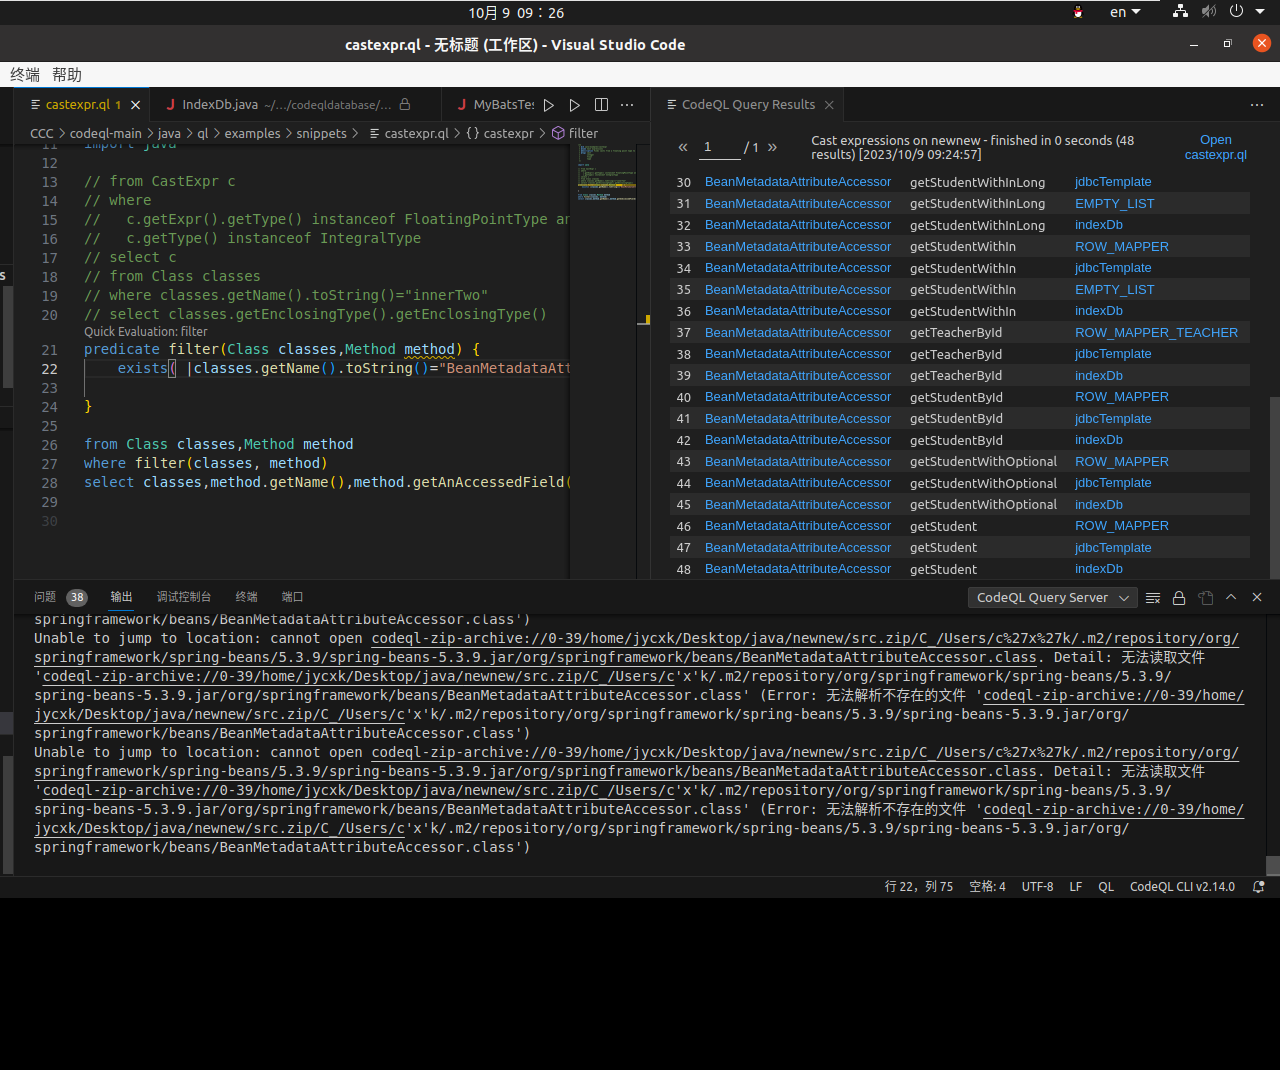 10月 9 09：26
en
castexpr.ql - 无标题 (工作区) - Visual Studio Code
终端 帮助
castexpr.ql 1
IndexDb.java ~/.../codeqldatabase/...
MyBatsTes
CodeQL Query Results
CCC > codeql-main > java > ql > examples > snippets > castexpr.ql > {} castexpr > filter
11 import java
12
13 // from CastExpr c
14 // where
15 //   c.getExpr().getType() instanceof FloatingPointType an
16 //   c.getType() instanceof IntegralType
17 // select c
18 // from Class classes
19 // where classes.getName().toString()="innerTwo"
20 // select classes.getEnclosingType().getEnclosingType()
Quick Evaluation: filter
21 predicate filter(Class classes,Method method) {
22     exists( |classes.getName().toString()="BeanMetadataAtt
23
24 }
25
26 from Class classes,Method method
27 where filter(classes, method)
28 select classes,method.getName(),method.getAnAccessedField(
29
30
« 1 / 1 »
Cast expressions on newnew - finished in 0 seconds (48
results) [2023/10/9 09:24:57]
Open
castexpr.ql
30 BeanMetadataAttributeAccessor getStudentWithInLong jdbcTemplate
31 BeanMetadataAttributeAccessor getStudentWithInLong EMPTY_LIST
32 BeanMetadataAttributeAccessor getStudentWithInLong indexDb
33 BeanMetadataAttributeAccessor getStudentWithIn ROW_MAPPER
34 BeanMetadataAttributeAccessor getStudentWithIn jdbcTemplate
35 BeanMetadataAttributeAccessor getStudentWithIn EMPTY_LIST
36 BeanMetadataAttributeAccessor getStudentWithIn indexDb
37 BeanMetadataAttributeAccessor getTeacherById ROW_MAPPER_TEACHER
38 BeanMetadataAttributeAccessor getTeacherById jdbcTemplate
39 BeanMetadataAttributeAccessor getTeacherById indexDb
40 BeanMetadataAttributeAccessor getStudentById ROW_MAPPER
41 BeanMetadataAttributeAccessor getStudentById jdbcTemplate
42 BeanMetadataAttributeAccessor getStudentById indexDb
43 BeanMetadataAttributeAccessor getStudentWithOptional ROW_MAPPER
44 BeanMetadataAttributeAccessor getStudentWithOptional jdbcTemplate
45 BeanMetadataAttributeAccessor getStudentWithOptional indexDb
46 BeanMetadataAttributeAccessor getStudent ROW_MAPPER
47 BeanMetadataAttributeAccessor getStudent jdbcTemplate
48 BeanMetadataAttributeAccessor getStudent indexDb
s
问题 38 输出 调试控制台 终端 端口
CodeQL Query Server
springframework/beans/BeanMetadataAttributeAccessor.class')
Unable to jump to location: cannot open codeql-zip-archive://0-39/home/jycxk/Desktop/java/newnew/src.zip/C_/Users/c%27x%27k/.m2/repository/org/
springframework/spring-beans/5.3.9/spring-beans-5.3.9.jar/org/springframework/beans/BeanMetadataAttributeAccessor.class. Detail: 无法读取文件
'codeql-zip-archive://0-39/home/jycxk/Desktop/java/newnew/src.zip/C_/Users/c'x'k/.m2/repository/org/springframework/spring-beans/5.3.9/
spring-beans-5.3.9.jar/org/springframework/beans/BeanMetadataAttributeAccessor.class' (Error: 无法解析不存在的文件 'codeql-zip-archive://0-39/home/
jycxk/Desktop/java/newnew/src.zip/C_/Users/c'x'k/.m2/repository/org/springframework/spring-beans/5.3.9/spring-beans-5.3.9.jar/org/
springframework/beans/BeanMetadataAttributeAccessor.class')
Unable to jump to location: cannot open codeql-zip-archive://0-39/home/jycxk/Desktop/java/newnew/src.zip/C_/Users/c%27x%27k/.m2/repository/org/
springframework/spring-beans/5.3.9/spring-beans-5.3.9.jar/org/springframework/beans/BeanMetadataAttributeAccessor.class. Detail: 无法读取文件
'codeql-zip-archive://0-39/home/jycxk/Desktop/java/newnew/src.zip/C_/Users/c'x'k/.m2/repository/org/springframework/spring-beans/5.3.9/
spring-beans-5.3.9.jar/org/springframework/beans/BeanMetadataAttributeAccessor.class' (Error: 无法解析不存在的文件 'codeql-zip-archive://0-39/home/
jycxk/Desktop/java/newnew/src.zip/C_/Users/c'x'k/.m2/repository/org/springframework/spring-beans/5.3.9/spring-beans-5.3.9.jar/org/
springframework/beans/BeanMetadataAttributeAccessor.class')
行 22，列 75 空格: 4 UTF-8 LF QL CodeQL CLI v2.14.0